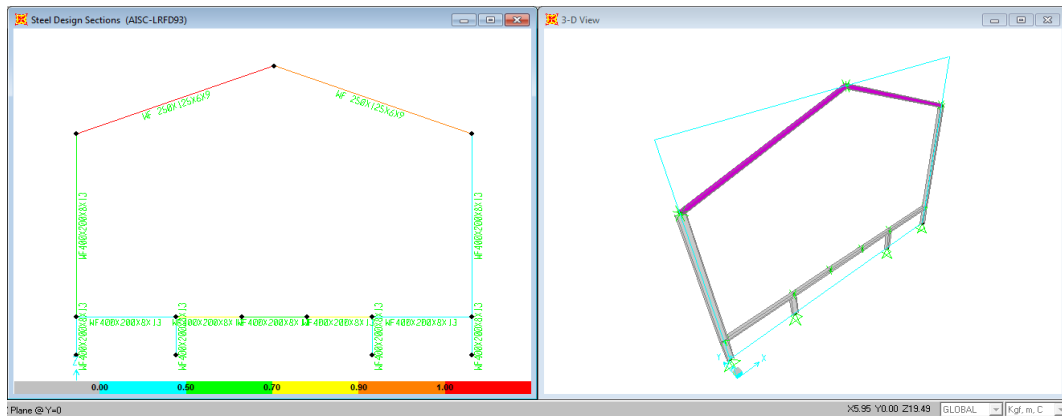 Steel Design Sections (AISC-LRFD93)
3-D View
WF 250X125X6X9
WF 250X125X6X9
WF400X200X8X13
WF400X200X8X13
WF400X200X8X13
WF400X200X8X13
WF400X200X8X13
WF400X200X8X13
WF400X200X8X13
WF400X200X8X13
WF400X200X8X13
0.00 0.50 0.70 0.90 1.00
Y X
Plane @ Y=0
X5.95 Y0.00 Z19.49
GLOBAL
Kgf, m, C